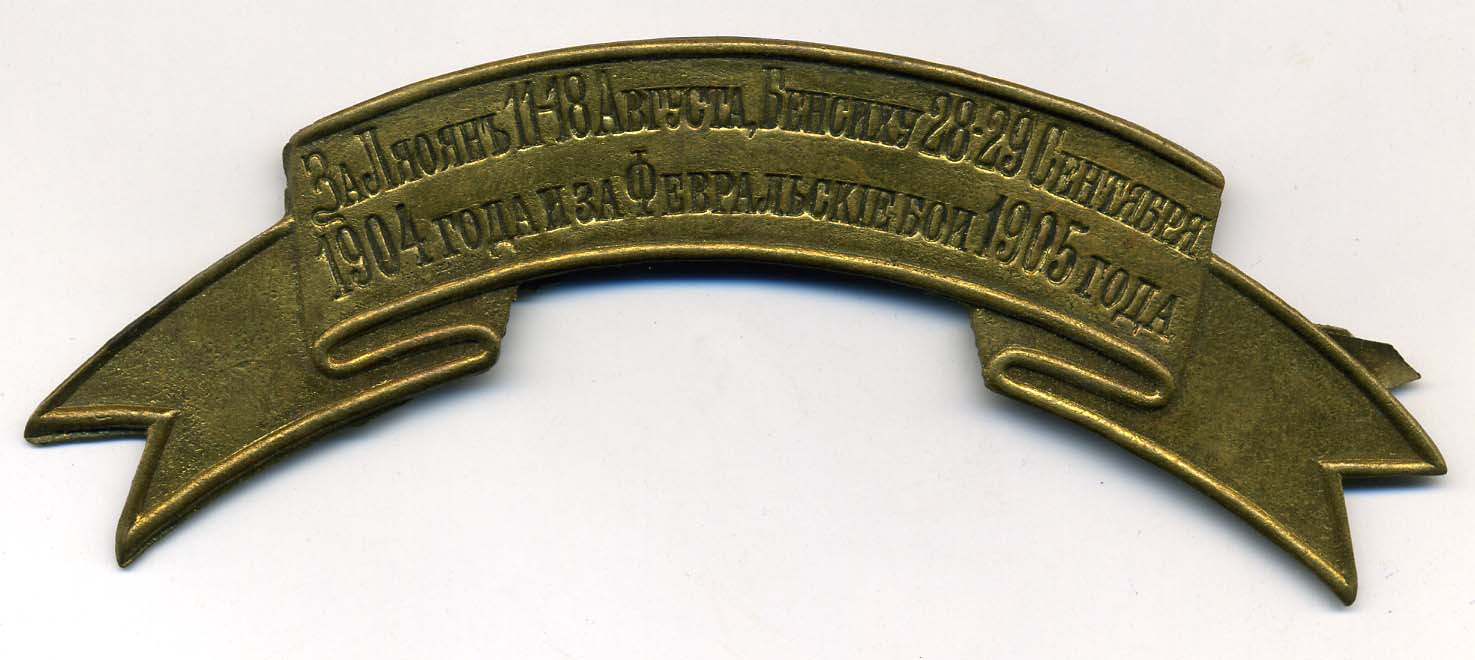 За Ляоянъ 11-18 Августа, Бенсиху 28-29 Сентября
1904 года и за Февральскіе бои 1905 года